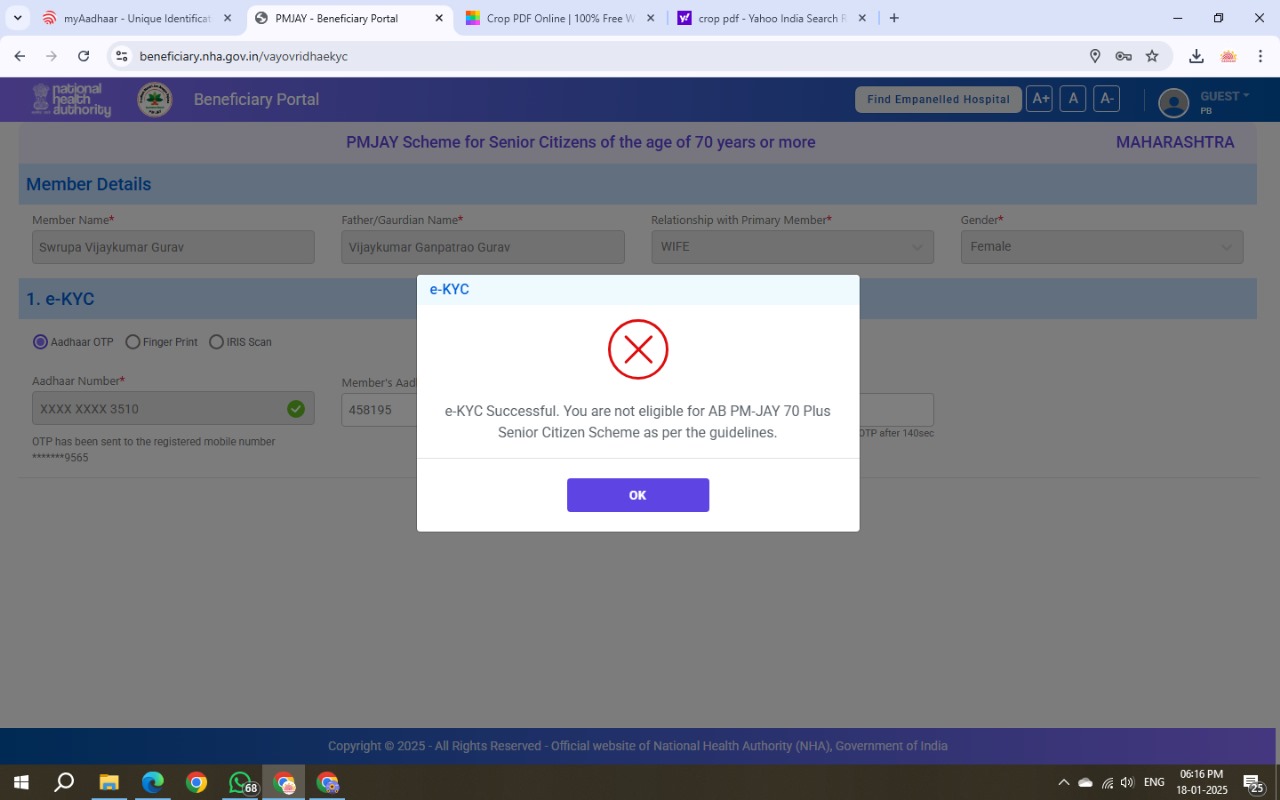 myAadhaar - Unique Identificat
PMJAY - Beneficiary Portal
Crop PDF Online | 100% Free W
crop pdf - Yahoo India Search R
beneficiary.nha.gov.in/vayovridhaekyc
national
health
authority
Beneficiary Portal
Find Empanelled Hospital
A+
A
A-
GUEST
PB
PMJAY Scheme for Senior Citizens of the age of 70 years or more
MAHARASHTRA
Member Details
Member Name*
Father/Gaurdian Name*
Relationship with Primary Member*
Gender*
Swrupa Vijaykumar Gurav
Vijaykumar Ganpatrao Gurav
WIFE
Female
1. e-KYC
Aadhaar OTP
Finger Print
IRIS Scan
Aadhaar Number*
Member's Aadh
XXXX XXXX 3510
458195
OTP has been sent to the registered mobile number
*******9565
OTP after 140sec
e-KYC
e-KYC Successful. You are not eligible for AB PM-JAY 70 Plus
Senior Citizen Scheme as per the guidelines.
OK
Copyright © 2025 - All Rights Reserved - Official website of National Health Authority (NHA), Government of India
68
ENG
06:16 PM
18-01-2025
25